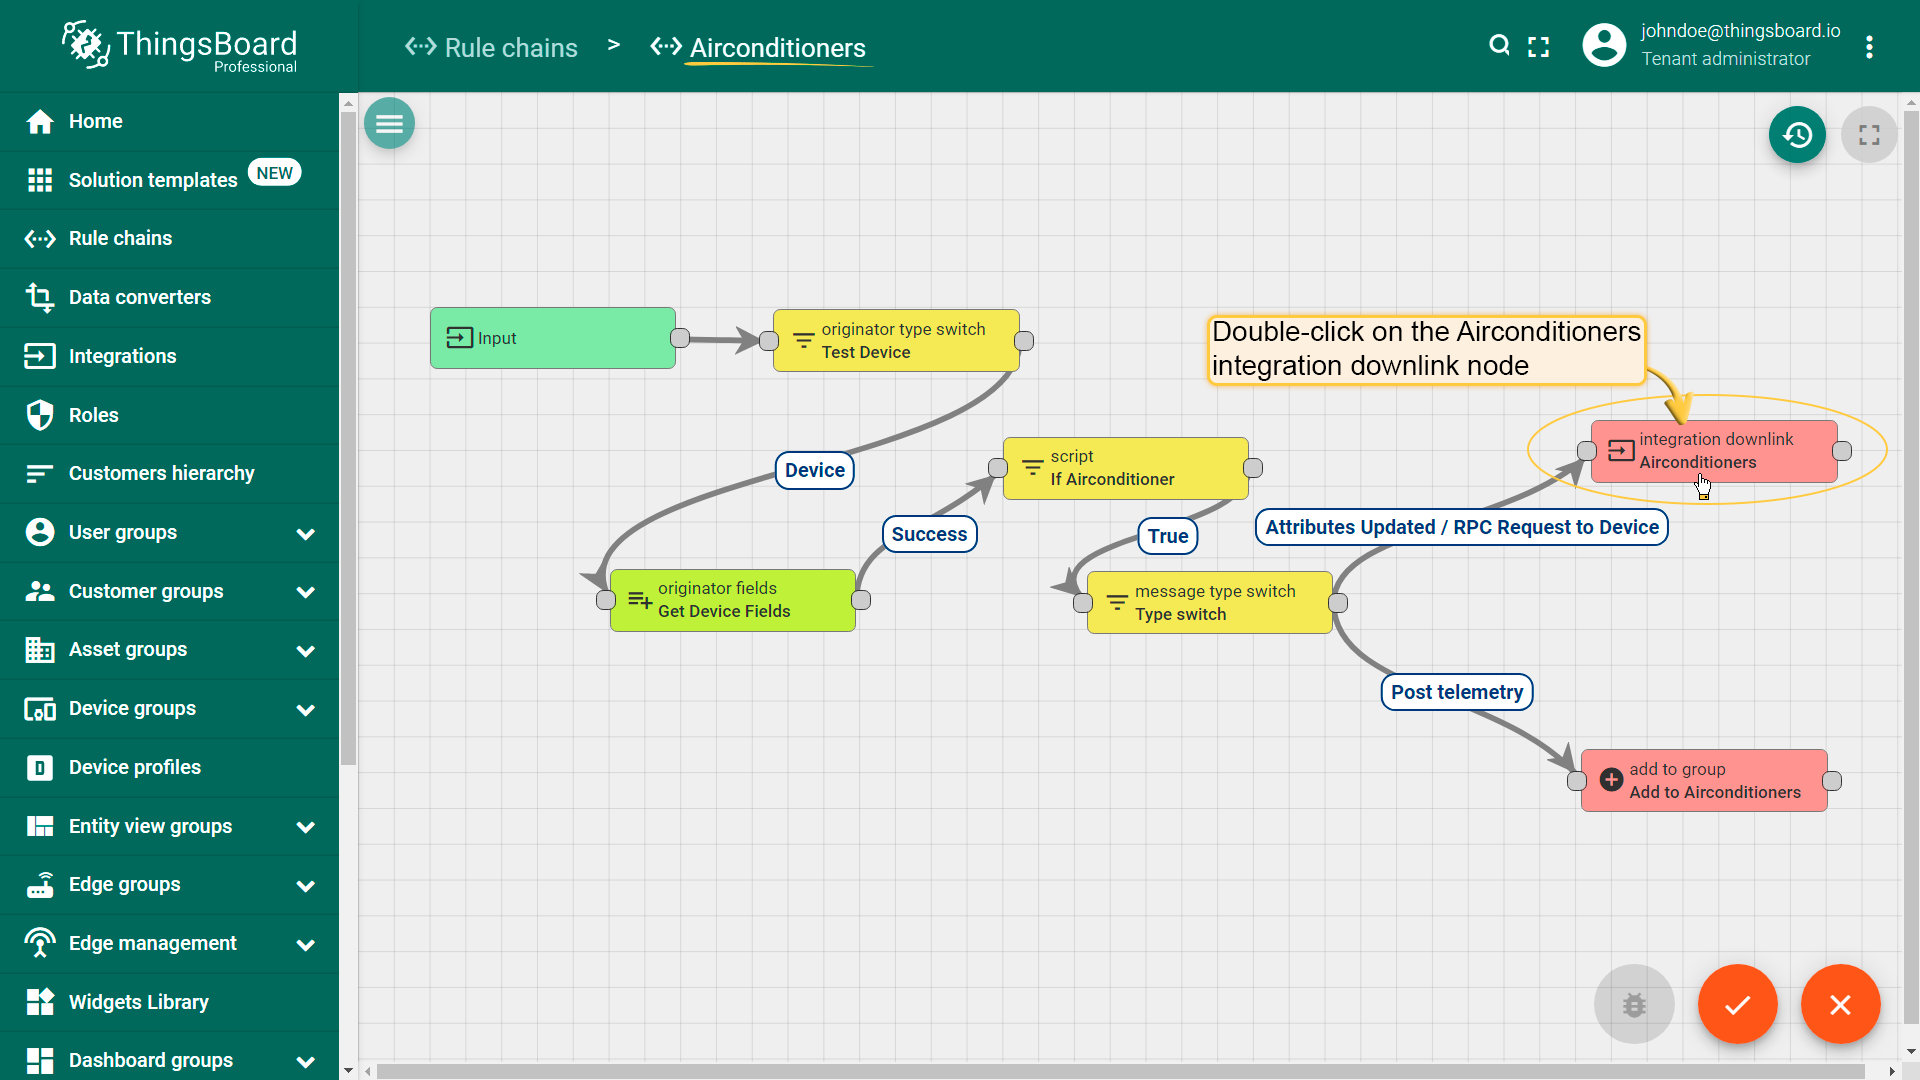 ThingsBoard
Professional
Rule chains > Airconditioners
johndoe@thingsboard.io
Tenant administrator
Home
Solution templates NEW
Rule chains
Data converters
Integrations
Roles
Customers hierarchy
User groups
Customer groups
Asset groups
Device groups
Device profiles
Entity view groups
Edge groups
Edge management
Widgets Library
Dashboard groups
Input
originator type switch
Test Device
Double-click on the Airconditioners
integration downlink node
integration downlink
Airconditioners
Device
script
If Airconditioner
Success
True
Attributes Updated / RPC Request to Device
originator fields
Get Device Fields
message type switch
Type switch
Post telemetry
add to group
Add to Airconditioners